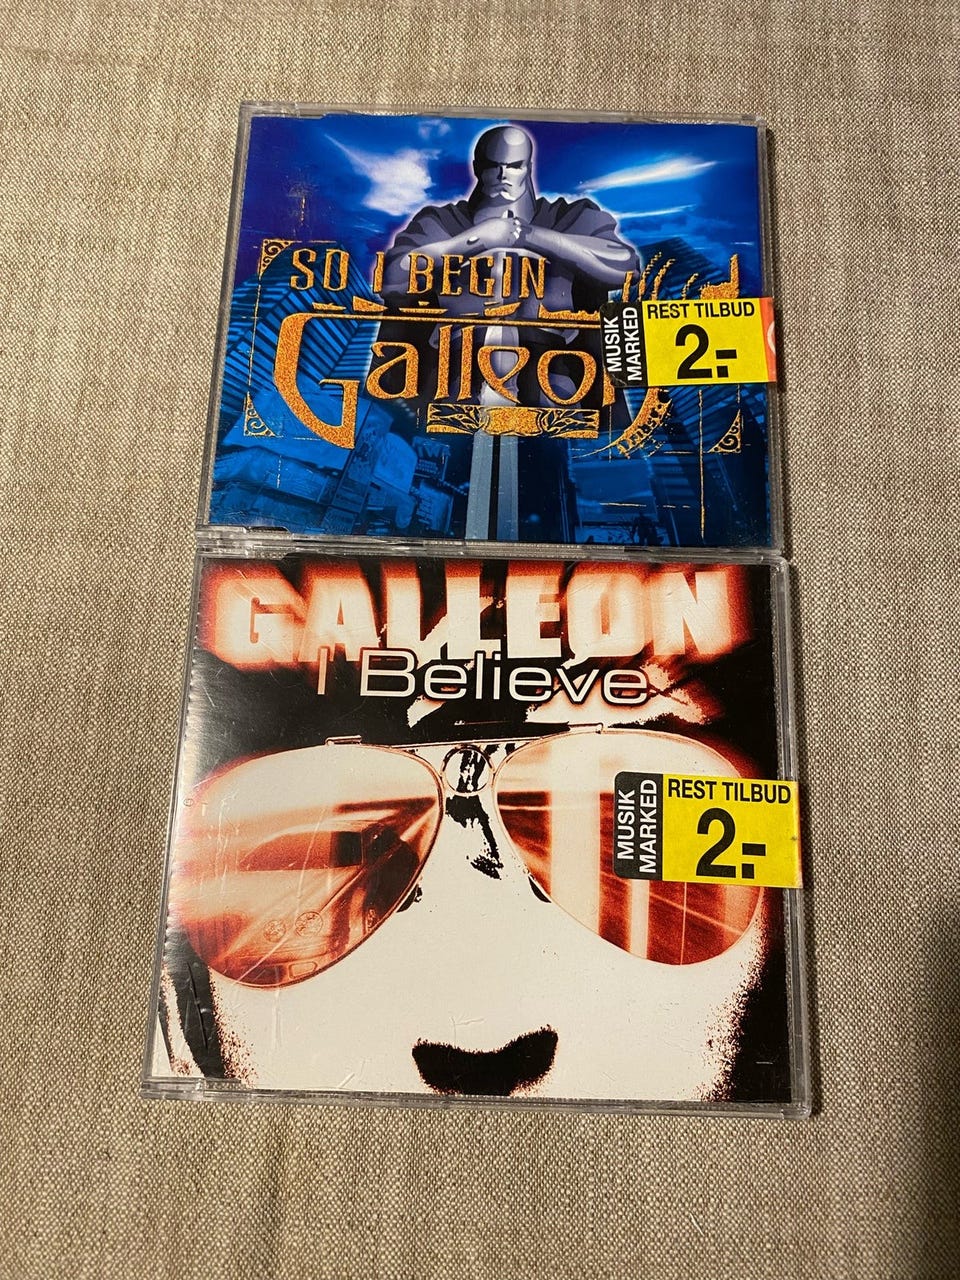 SO I BEGIN
Galleon
MUSIK
MARKED
REST TILBUD
2.-
GALLEON
I Believe
MUSIK
MARKED
REST TILBUD
2.-